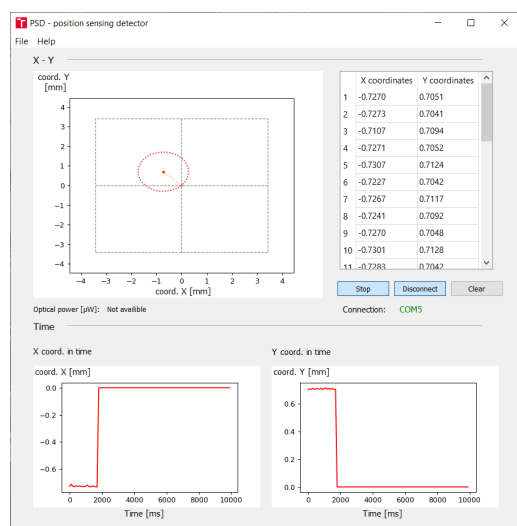 PSD - position sensing detector
File Help
X - Y
coord. Y
[mm]
4
3
2
1
0
−1
−2
−3
−4
−4 −3 −2 −1 0 1 2 3 4
coord. X [mm]
X coordinates Y coordinates
1 -0.7270 0.7051
2 -0.7273 0.7041
3 -0.7107 0.7094
4 -0.7271 0.7052
5 -0.7307 0.7124
6 -0.7227 0.7042
7 -0.7267 0.7117
8 -0.7241 0.7092
9 -0.7270 0.7048
10 -0.7301 0.7128
11 -0.7283 0.7042
Stop Disconnect Clear
Optical power [µW]: Not availible
Connection: COM5
Time
X coord. in time
coord. X [mm]
0.0
−0.2
−0.4
−0.6
0 2000 4000 6000 8000 10000
Time [ms]
Y coord. in time
coord. Y [mm]
0.6
0.4
0.2
0.0
0 2000 4000 6000 8000 10000
Time [ms]